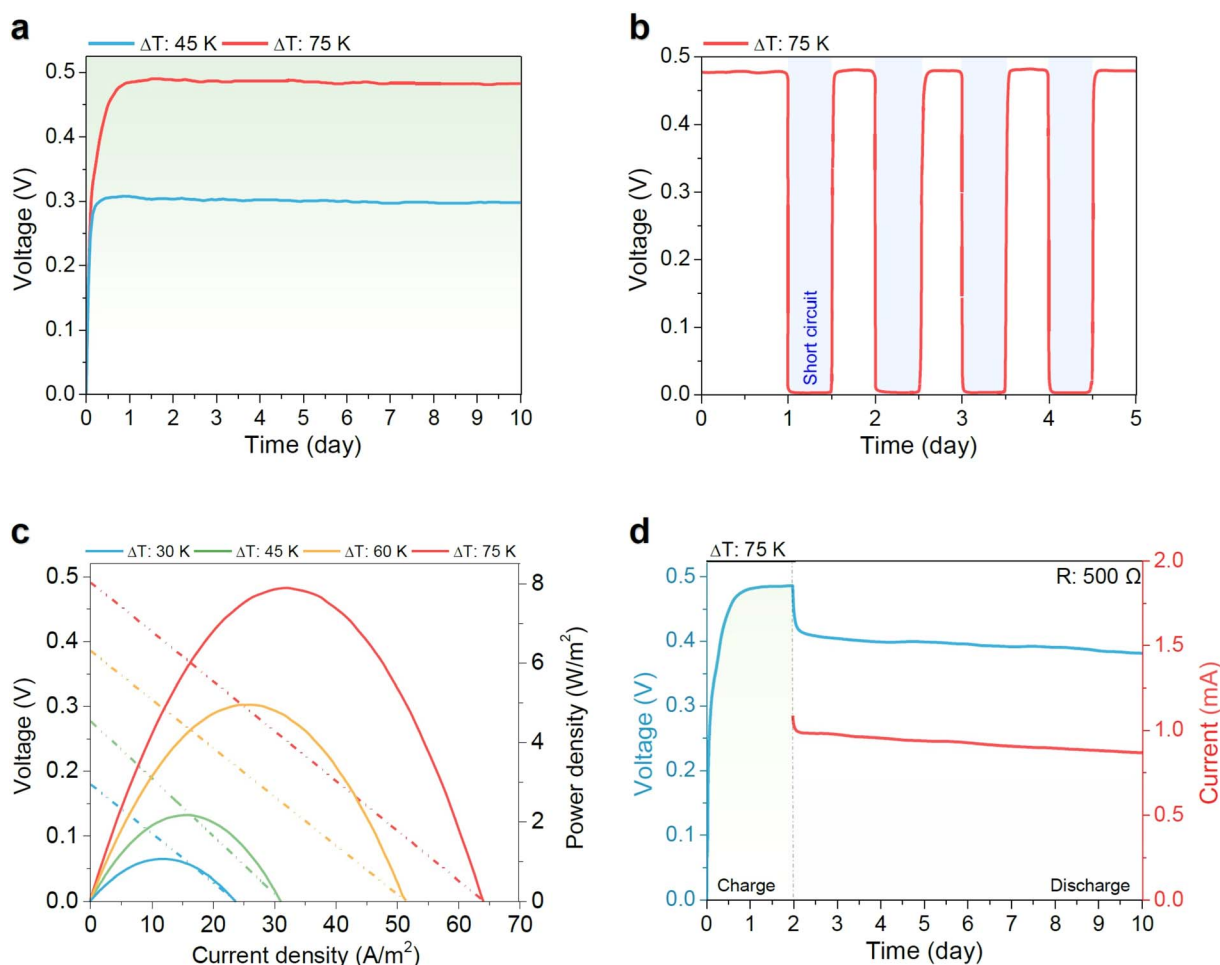 a
ΔT: 45 K ΔT: 75 K
0.5
0.4
0.3
0.2
0.1
0.0
Voltage (V)
0 1 2 3 4 5 6 7 8 9 10
Time (day)
b
ΔT: 75 K
0.5
0.4
0.3
0.2
0.1
0.0
Voltage (V)
Short circuit
0 1 2 3 4 5
Time (day)
c
ΔT: 30 K ΔT: 45 K ΔT: 60 K ΔT: 75 K
0.5
0.4
0.3
0.2
0.1
0.0
Voltage (V)
8
6
4
2
0
Power density (W/m²)
0 10 20 30 40 50 60 70
Current density (A/m²)
d
ΔT: 75 K
R: 500 Ω
0.5
0.4
0.3
0.2
0.1
0.0
Voltage (V)
2.0
1.5
1.0
0.5
0.0
Current (mA)
Charge Discharge
0 1 2 3 4 5 6 7 8 9 10
Time (day)